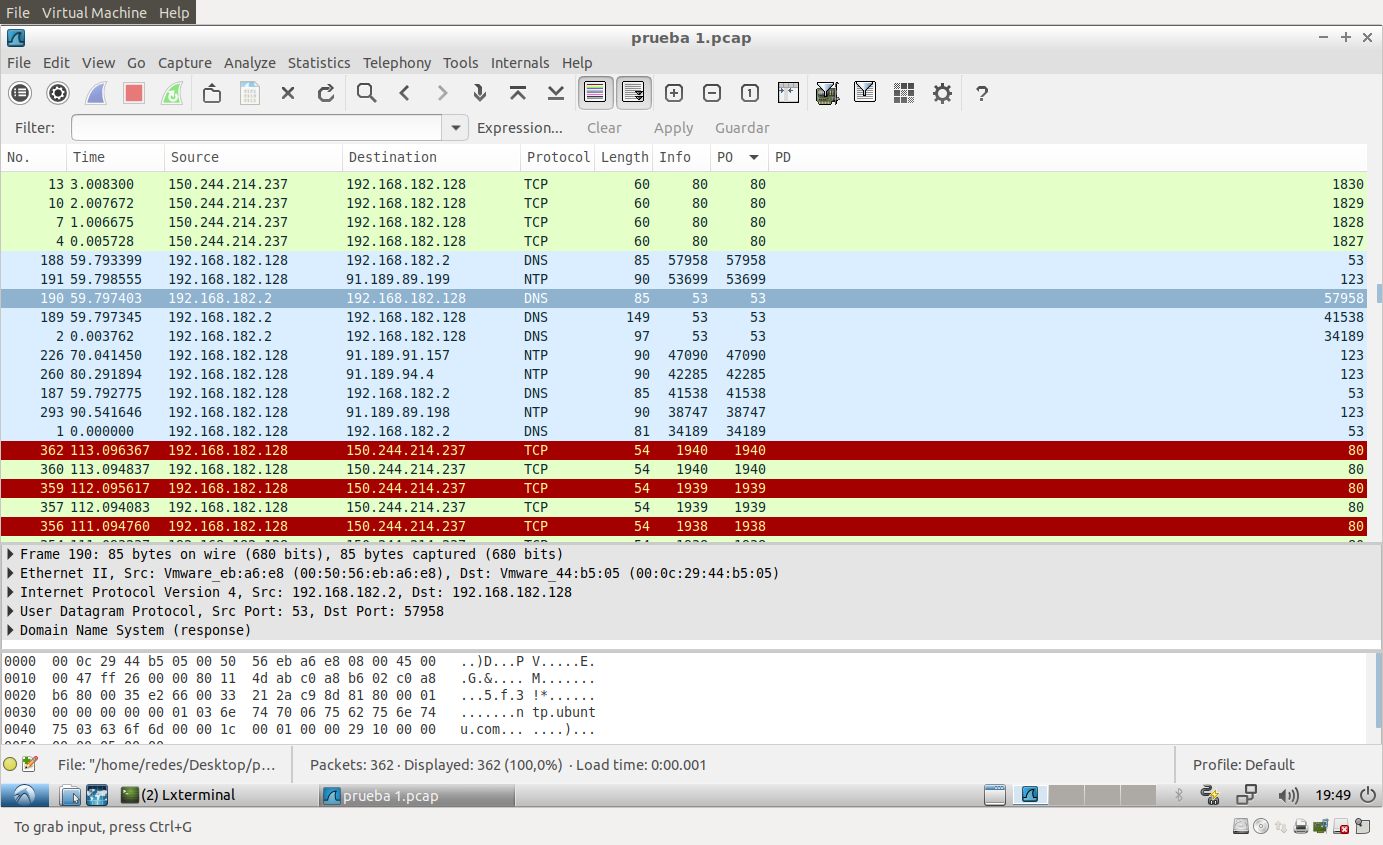 File Virtual Machine Help
prueba 1.pcap
File Edit View Go Capture Analyze Statistics Telephony Tools Internals Help
Filter: Expression... Clear Apply Guardar
No. Time Source Destination Protocol Length Info PO PD
13 3.008300 150.244.214.237 192.168.182.128 TCP 60 80 80 1830
10 2.007672 150.244.214.237 192.168.182.128 TCP 60 80 80 1829
7 1.006675 150.244.214.237 192.168.182.128 TCP 60 80 80 1828
4 0.005728 150.244.214.237 192.168.182.128 TCP 60 80 80 1827
188 59.793399 192.168.182.128 192.168.182.2 DNS 85 57958 57958 53
191 59.798555 192.168.182.128 91.189.89.199 NTP 90 53699 53699 123
190 59.797403 192.168.182.2 192.168.182.128 DNS 85 53 53 57958
189 59.797345 192.168.182.2 192.168.182.128 DNS 149 53 53 41538
2 0.003762 192.168.182.2 192.168.182.128 DNS 97 53 53 34189
226 70.041450 192.168.182.128 91.189.91.157 NTP 90 47090 47090 123
260 80.291894 192.168.182.128 91.189.94.4 NTP 90 42285 42285 123
187 59.792775 192.168.182.128 192.168.182.2 DNS 85 41538 41538 53
293 90.541646 192.168.182.128 91.189.89.198 NTP 90 38747 38747 123
1 0.000000 192.168.182.128 192.168.182.2 DNS 81 34189 34189 53
362 113.096367 192.168.182.128 150.244.214.237 TCP 54 1940 1940 80
360 113.094837 192.168.182.128 150.244.214.237 TCP 54 1940 1940 80
359 112.095617 192.168.182.128 150.244.214.237 TCP 54 1939 1939 80
357 112.094083 192.168.182.128 150.244.214.237 TCP 54 1939 1939 80
356 111.094760 192.168.182.128 150.244.214.237 TCP 54 1938 1938 80
Frame 190: 85 bytes on wire (680 bits), 85 bytes captured (680 bits)
Ethernet II, Src: Vmware_eb:a6:e8 (00:50:56:eb:a6:e8), Dst: Vmware_44:b5:05 (00:0c:29:44:b5:05)
Internet Protocol Version 4, Src: 192.168.182.2, Dst: 192.168.182.128
User Datagram Protocol, Src Port: 53, Dst Port: 57958
Domain Name System (response)
0000 00 0c 29 44 b5 05 00 50 56 eb a6 e8 08 00 45 00 ..)D...P V.....E.
0010 00 47 ff 26 00 00 80 11 4d ab c0 a8 b6 02 c0 a8 .G.&.... M.......
0020 b6 80 00 35 e2 66 00 33 21 2a c9 8d 81 80 00 01 ...5.f.3 !*......
0030 00 00 00 00 00 01 03 6e 74 70 06 75 62 75 6e 74 .......n tp.ubunt
0040 75 03 63 6f 6d 00 00 1c 00 01 00 00 29 10 00 00 u.com... ....)...
File: "/home/redes/Desktop/p... Packets: 362 · Displayed: 362 (100,0%) · Load time: 0:00.001 Profile: Default
(2) Lxterminal prueba 1.pcap 19:49
To grab input, press Ctrl+G